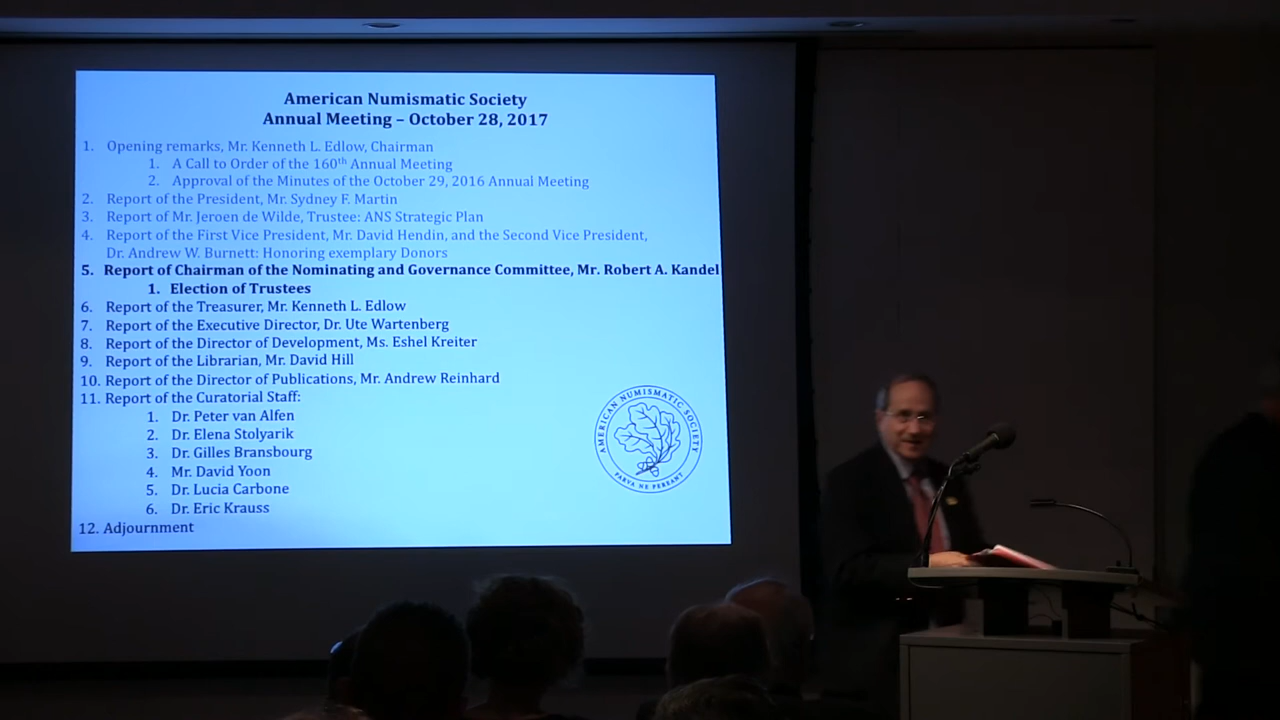 American Numismatic Society
Annual Meeting – October 28, 2017
1. Opening remarks, Mr. Kenneth L. Edlow, Chairman
1. A Call to Order of the 160th Annual Meeting
2. Approval of the Minutes of the October 29, 2016 Annual Meeting
2. Report of the President, Mr. Sydney F. Martin
3. Report of Mr. Jeroen de Wilde, Trustee: ANS Strategic Plan
4. Report of the First Vice President, Mr. David Hendin, and the Second Vice President,
Dr. Andrew W. Burnett: Honoring exemplary Donors
5. Report of Chairman of the Nominating and Governance Committee, Mr. Robert A. Kandel
1. Election of Trustees
6. Report of the Treasurer, Mr. Kenneth L. Edlow
7. Report of the Executive Director, Dr. Ute Wartenberg
8. Report of the Director of Development, Ms. Eshel Kreiter
9. Report of the Librarian, Mr. David Hill
10. Report of the Director of Publications, Mr. Andrew Reinhard
11. Report of the Curatorial Staff:
1. Dr. Peter van Alfen
2. Dr. Elena Stolyarik
3. Dr. Gilles Bransbourg
4. Mr. David Yoon
5. Dr. Lucia Carbone
6. Dr. Eric Krauss
12. Adjournment
AMERICAN NUMISMATIC SOCIETY
PARVA NE PEREANT